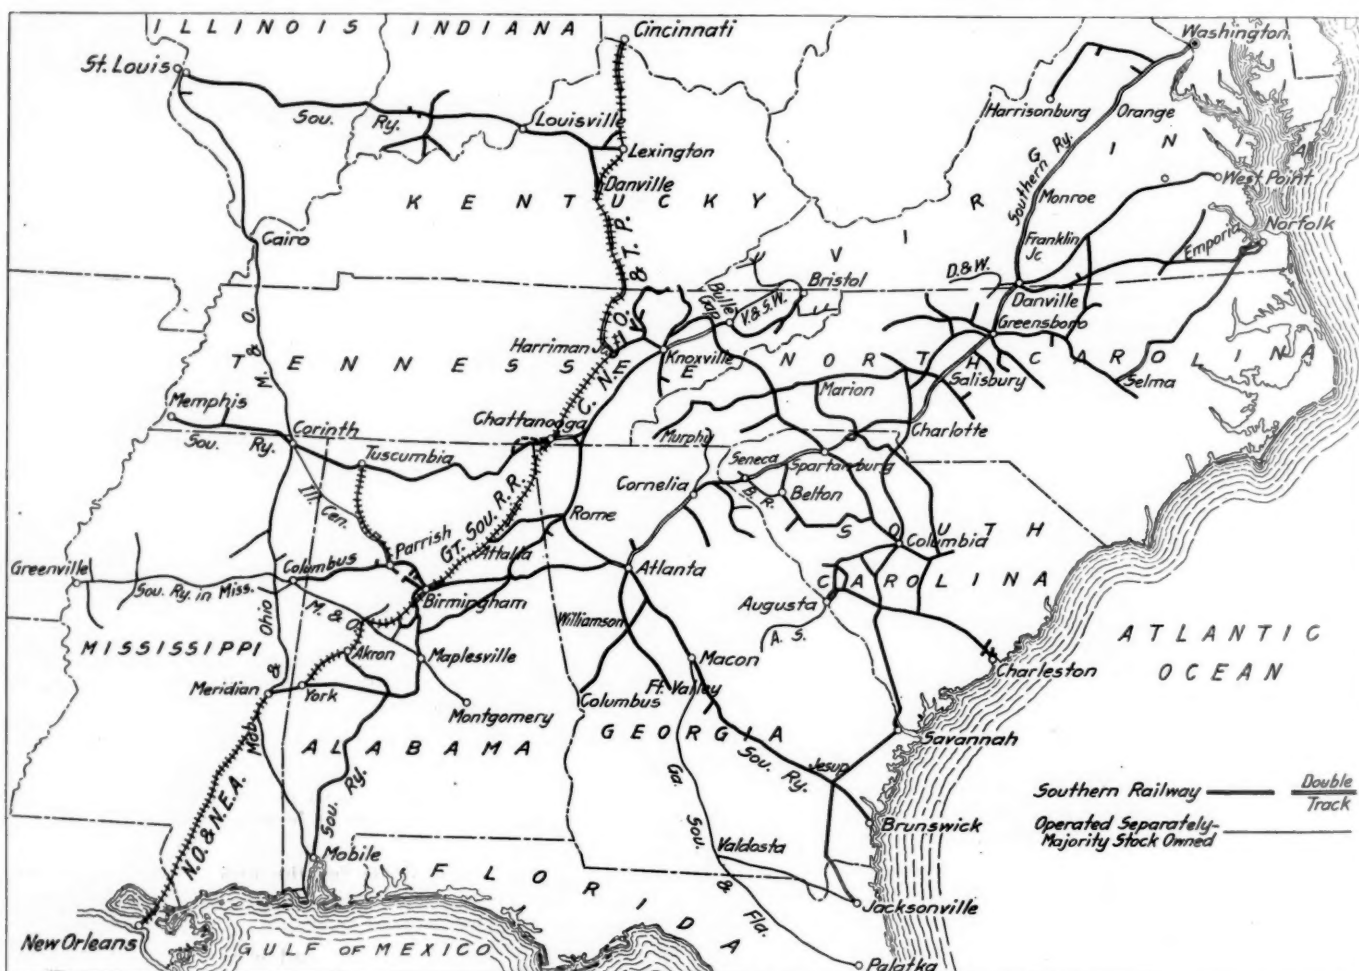 ILLINOIS
INDIANA
Cincinnati
Washington
St. Louis
Harrisonburg
Orange
Sou. Ry.
Louisville
Lexington
Danville
KENTUCKY
VIRGINIA
Southern Ry.
Monroe
West Point
Franklin Jc
Emporia
Norfolk
Cairo
D. & W.
Danville
Bristol
Bulls Gap
V. & S. W.
Greensboro
M. & O.
C. N. O. & T. P.
Harriman Jc
Knoxville
TENNESSEE
NORTH CAROLINA
Marion
Salisbury
Selma
Memphis
Sou. Ry.
Corinth
Chattanooga
Murphy
Charlotte
Tuscumbia
Seneca
Spartanburg
Cornelia
B. R.
Belton
Ill. Cen.
Gt. Sou. R. R.
Rome
SOUTH CAROLINA
Parrish
Attalla
Columbia
Greenville
Columbus
Atlanta
Sou. Ry. in Miss.
Birmingham
Augusta
M. & O.
Williamson
A. S.
MISSISSIPPI
Akron
Maplesville
Macon
Charleston
ATLANTIC
OCEAN
Meridian
York
Montgomery
Columbus
Ft. Valley
Mob. & Ohio
ALABAMA
GEORGIA
Savannah
Sou. Ry.
Jesup
N.O. & N.E.A.
Sou. Ry.
Ga. Sou. & Fla.
Southern Railway
Double
Track
Operated Separately-
Majority Stock Owned
Brunswick
Mobile
Valdosta
FLORIDA
Jacksonville
New Orleans
GULF OF MEXICO
Palatka